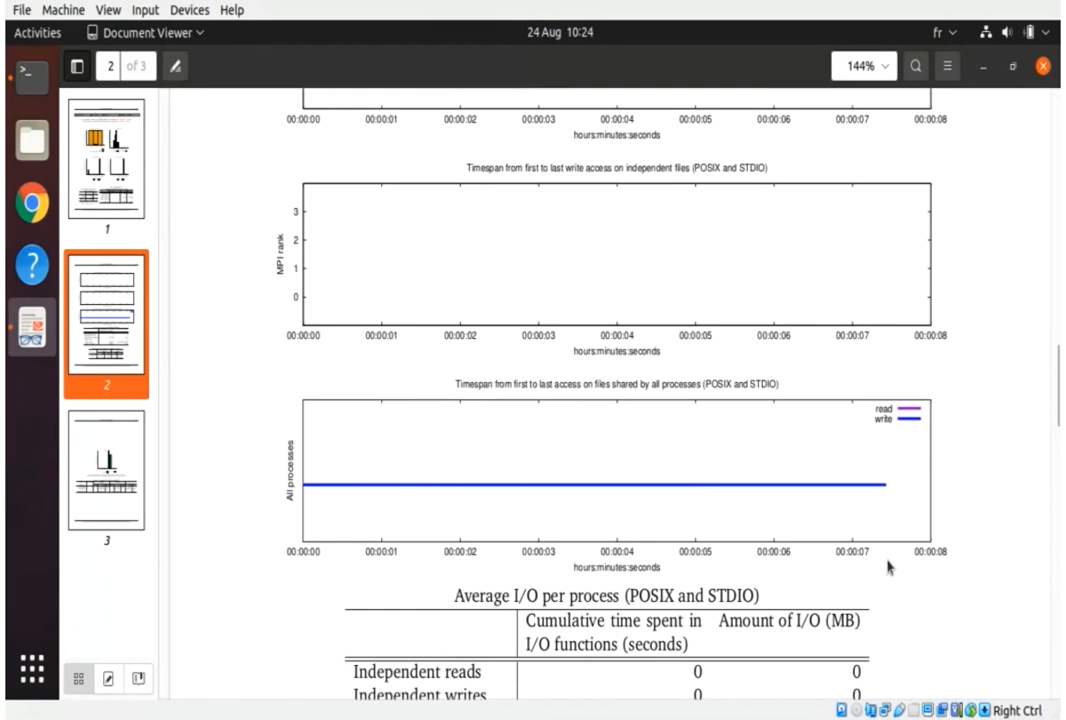 File Machine View Input Devices Help
Activities Document Viewer 24 Aug 10:24 fr
2 of 3 144%
00:00:00 00:00:01 00:00:02 00:00:03 00:00:04 00:00:05 00:00:06 00:00:07 00:00:08
hours:minutes:seconds
Timespan from first to last write access on independent files (POSIX and STDIO)
3
2
1
0
MPI rank
00:00:00 00:00:01 00:00:02 00:00:03 00:00:04 00:00:05 00:00:06 00:00:07 00:00:08
hours:minutes:seconds
Timespan from first to last access on files shared by all processes (POSIX and STDIO)
read
write
All processes
00:00:00 00:00:01 00:00:02 00:00:03 00:00:04 00:00:05 00:00:06 00:00:07 00:00:08
hours:minutes:seconds
Average I/O per process (POSIX and STDIO)
Cumulative time spent in Amount of I/O (MB)
I/O functions (seconds)
Independent reads 0 0
Independent writes 0 0
1
2
3
Right Ctrl